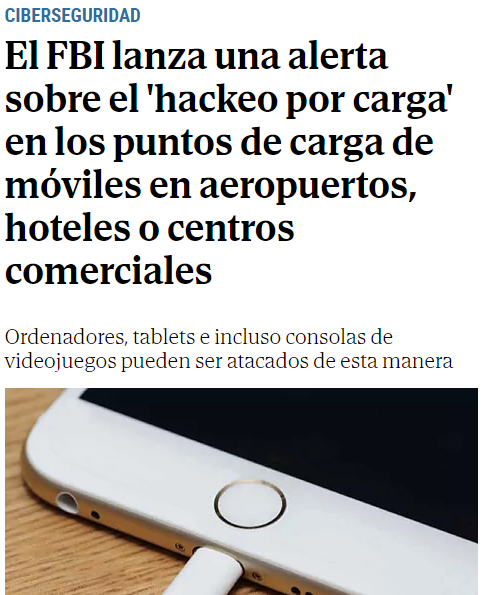 CIBERSEGURIDAD
El FBI lanza una alerta
sobre el 'hackeo por carga'
en los puntos de carga de
móviles en aeropuertos,
hoteles o centros
comerciales
Ordenadores, tablets e incluso consolas de
videojuegos pueden ser atacados de esta manera